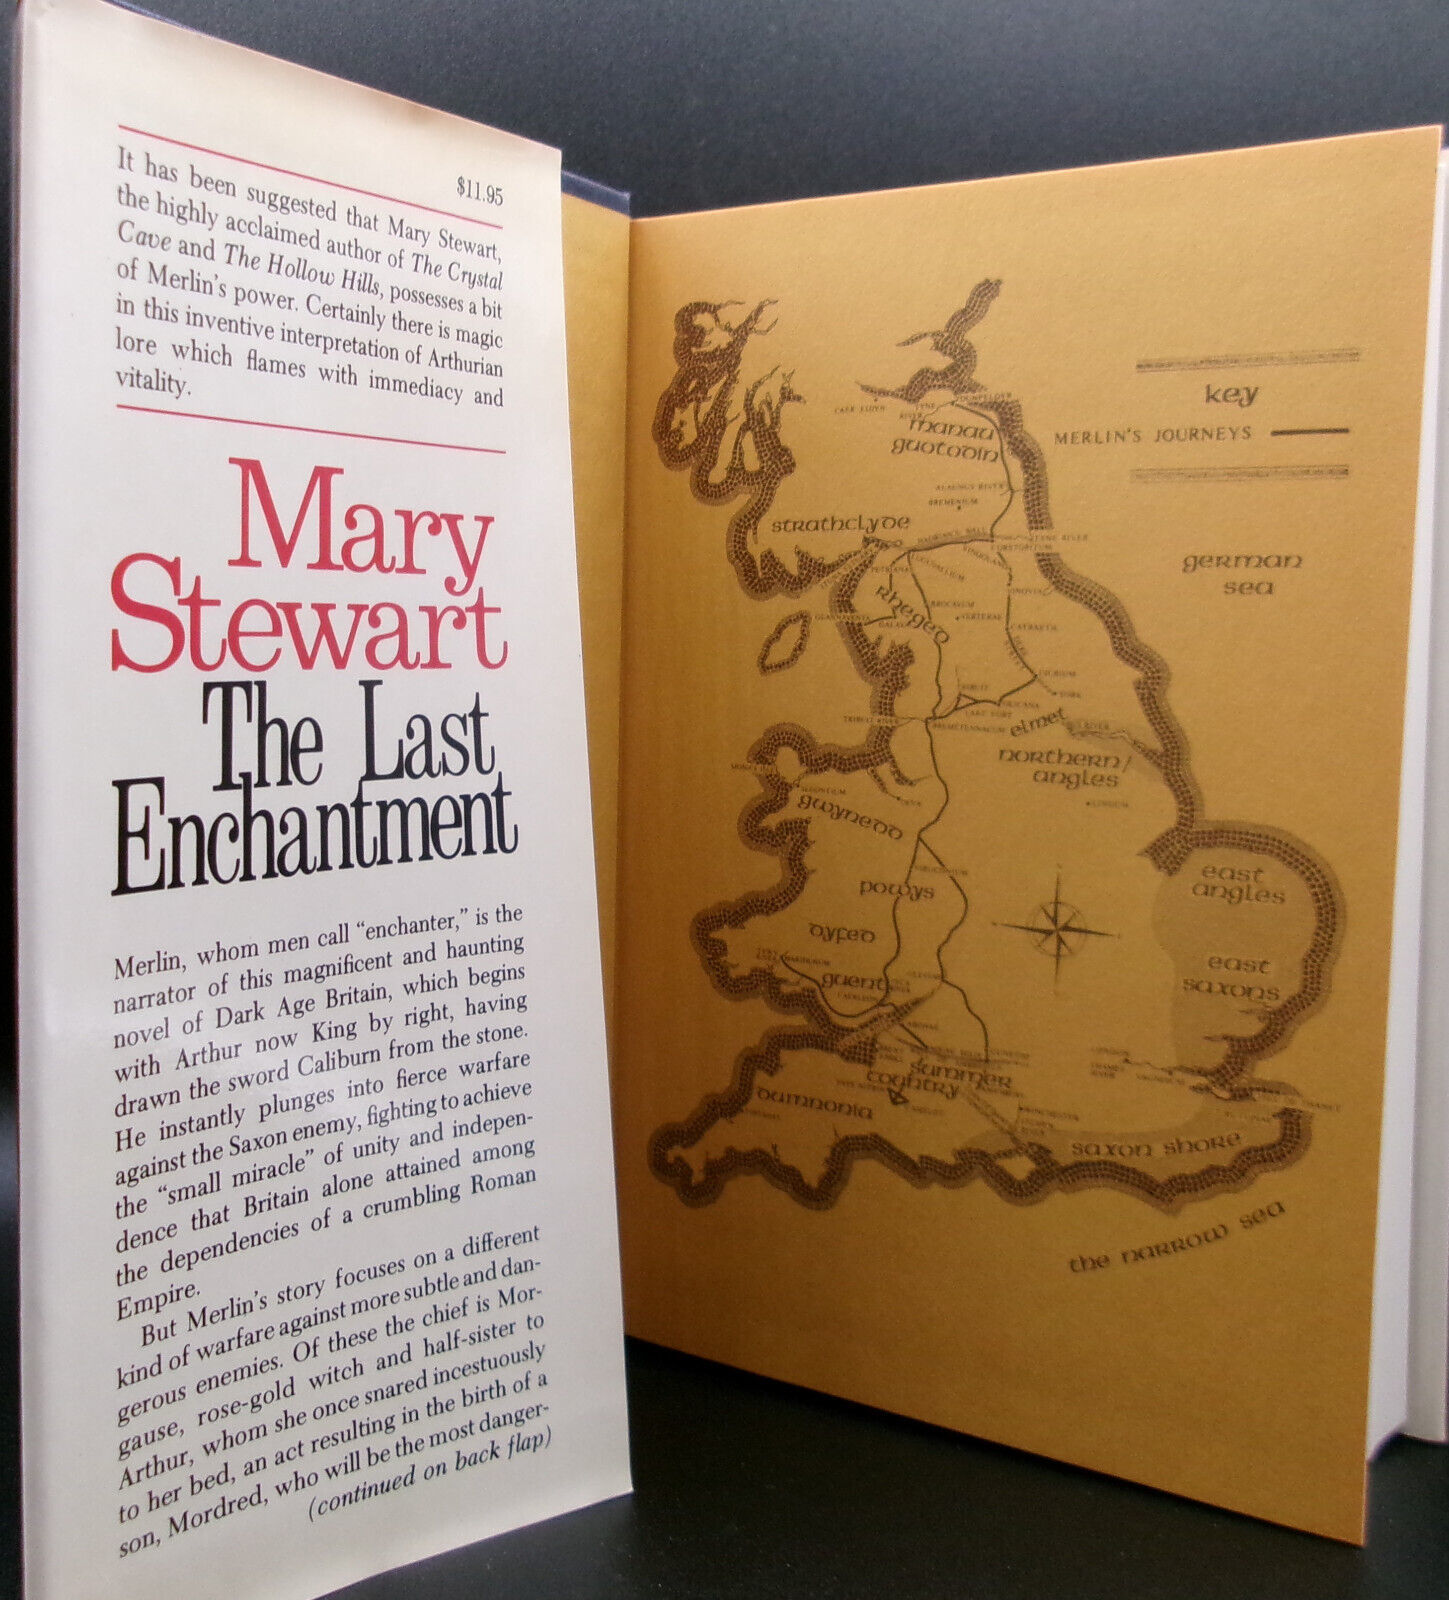 $11.95
It has been suggested that Mary Stewart,
the highly acclaimed author of The Crystal
Cave and The Hollow Hills, possesses a bit
of Merlin's power. Certainly there is magic
in this inventive interpretation of Arthurian
lore which flames with immediacy and
vitality.
Mary
Stewart
The Last
Enchantment
Merlin, whom men call "enchanter," is the
narrator of this magnificent and haunting
novel of Dark Age Britain, which begins
with Arthur now King by right, having
drawn the sword Caliburn from the stone.
He instantly plunges into fierce warfare
against the Saxon enemy, fighting to achieve
the "small miracle" of unity and indepen-
dence that Britain alone attained among
the dependencies of a crumbling Roman
Empire.
But Merlin's story focuses on a different
kind of warfare against more subtle and dan-
gerous enemies. Of these the chief is Mor-
gause, rose-gold witch and half-sister to
Arthur, whom she once snared incestuously
to her bed, an act resulting in the birth of a
son, Mordred, who will be the most danger-
(continued on back flap)
key
MERLIN'S JOURNEYS
german
sea
manau
guotodin
BREMENIUM
strathclyde
TYNE RIVER
rheged
VERTERAE
CATRAETH
YORK
elmet
northern/
angles
LINDUM
gwynedd
powys
dyfed
guent
east
angles
east
saxons
summer
country
dumnonia
saxon shore
the narrow sea